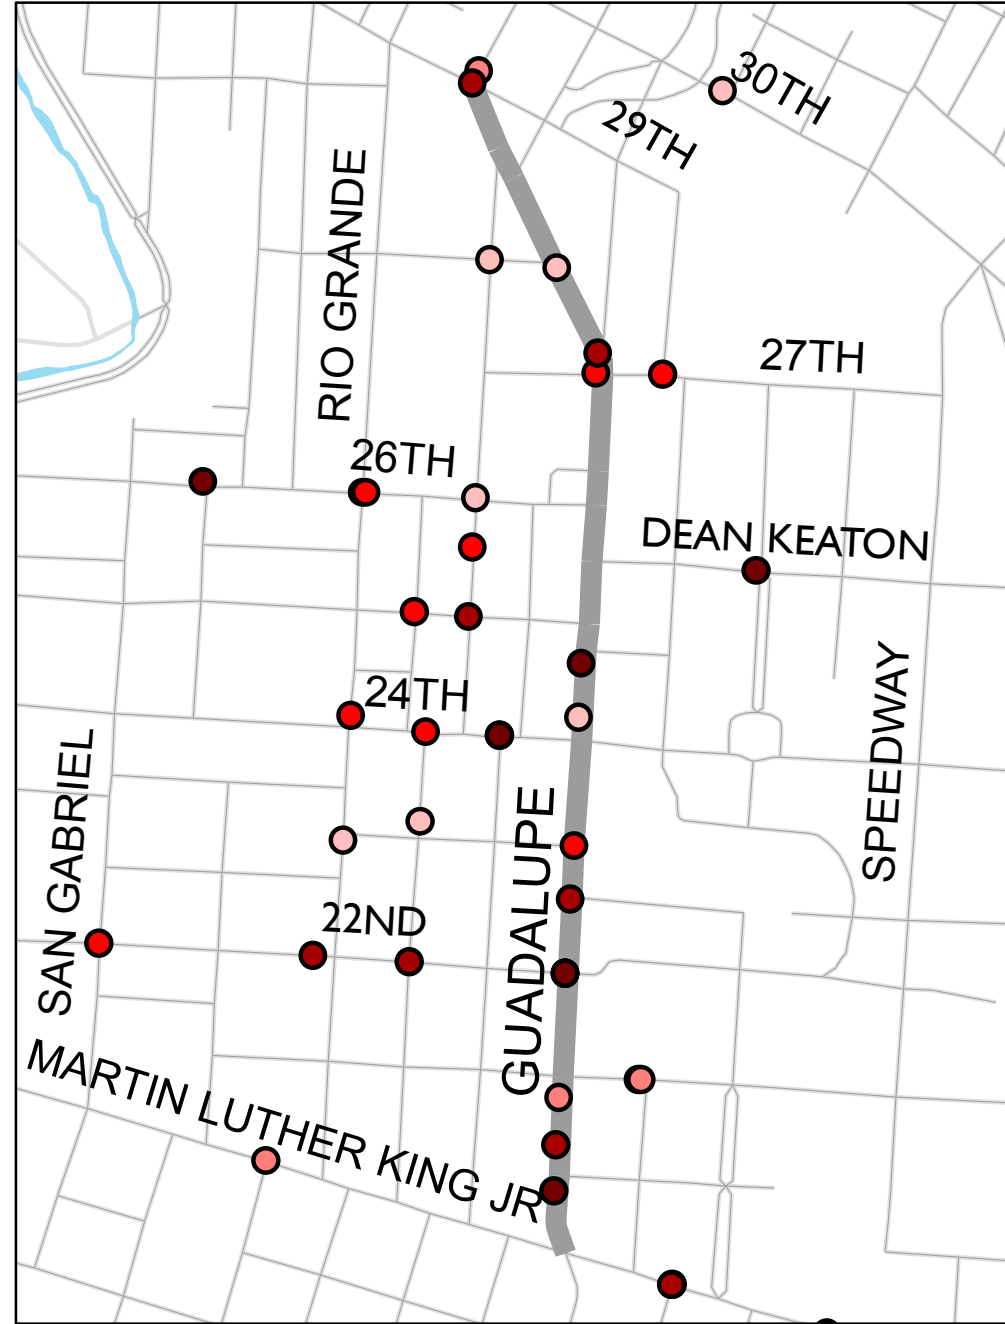 30TH
29TH
RIO GRANDE
27TH
26TH
DEAN KEATON
24TH
SPEEDWAY
SAN GABRIEL
GUADALUPE
22ND
MARTIN LUTHER KING JR